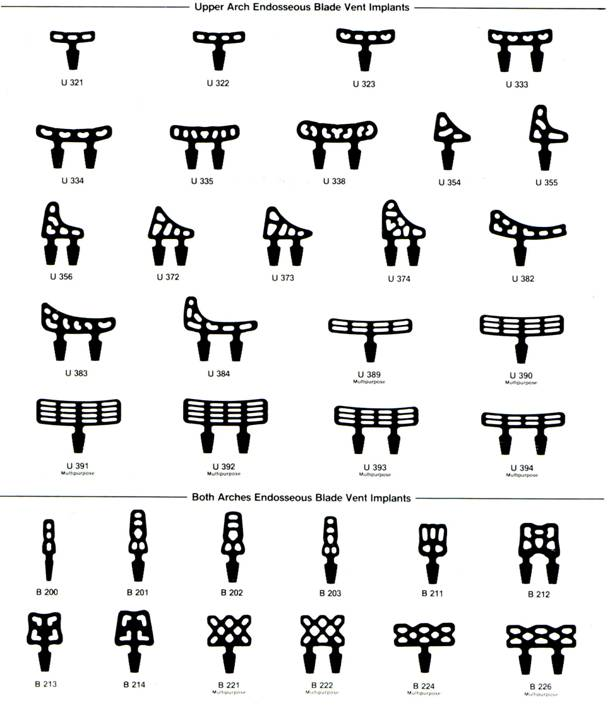 Upper Arch Endosseous Blade Vent Implants
U 321 U 322 U 323 U 333
U 334 U 335 U 338 U 354 U 355
U 356 U 372 U 373 U 374 U 382
U 383 U 384 U 389 U 390
Multipurpose Multipurpose
U 391 U 392 U 393 U 394
Multipurpose Multipurpose Multipurpose Multipurpose
Both Arches Endosseous Blade Vent Implants
B 200 B 201 B 202 B 203 B 211 B 212
B 213 B 214 B 221 B 222 B 224 B 226
Multipurpose Multipurpose Multipurpose Multipurpose